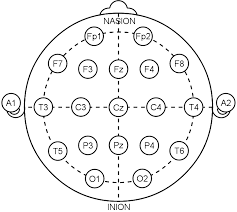 NASION
Fp1 Fp2
F7 F3 Fz F4 F8
A1 T3 C3 Cz C4 T4 A2
T5 P3 Pz P4 T6
O1 O2
INION